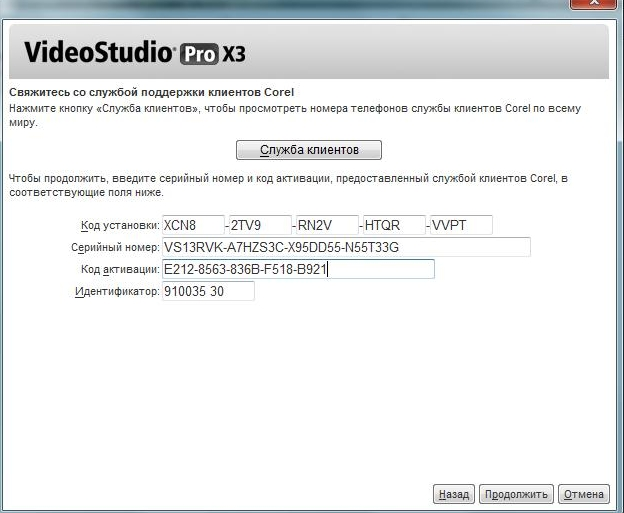 VideoStudio Pro X3
Свяжитесь со службой поддержки клиентов Corel
Нажмите кнопку «Служба клиентов», чтобы просмотреть номера телефонов службы клиентов Corel по всему
миру.
Служба клиентов
Чтобы продолжить, введите серийный номер и код активации, предоставленный службой клиентов Corel, в
соответствующие поля ниже.
Код установки: XCN8 -2TV9 -RN2V -HTQR -VVPT
Серийный номер: VS13RVK-A7HZS3C-X95DD55-N55T33G
Код активации: E212-8563-836B-F518-B921
Идентификатор: 910035 30
Назад Продолжить Отмена